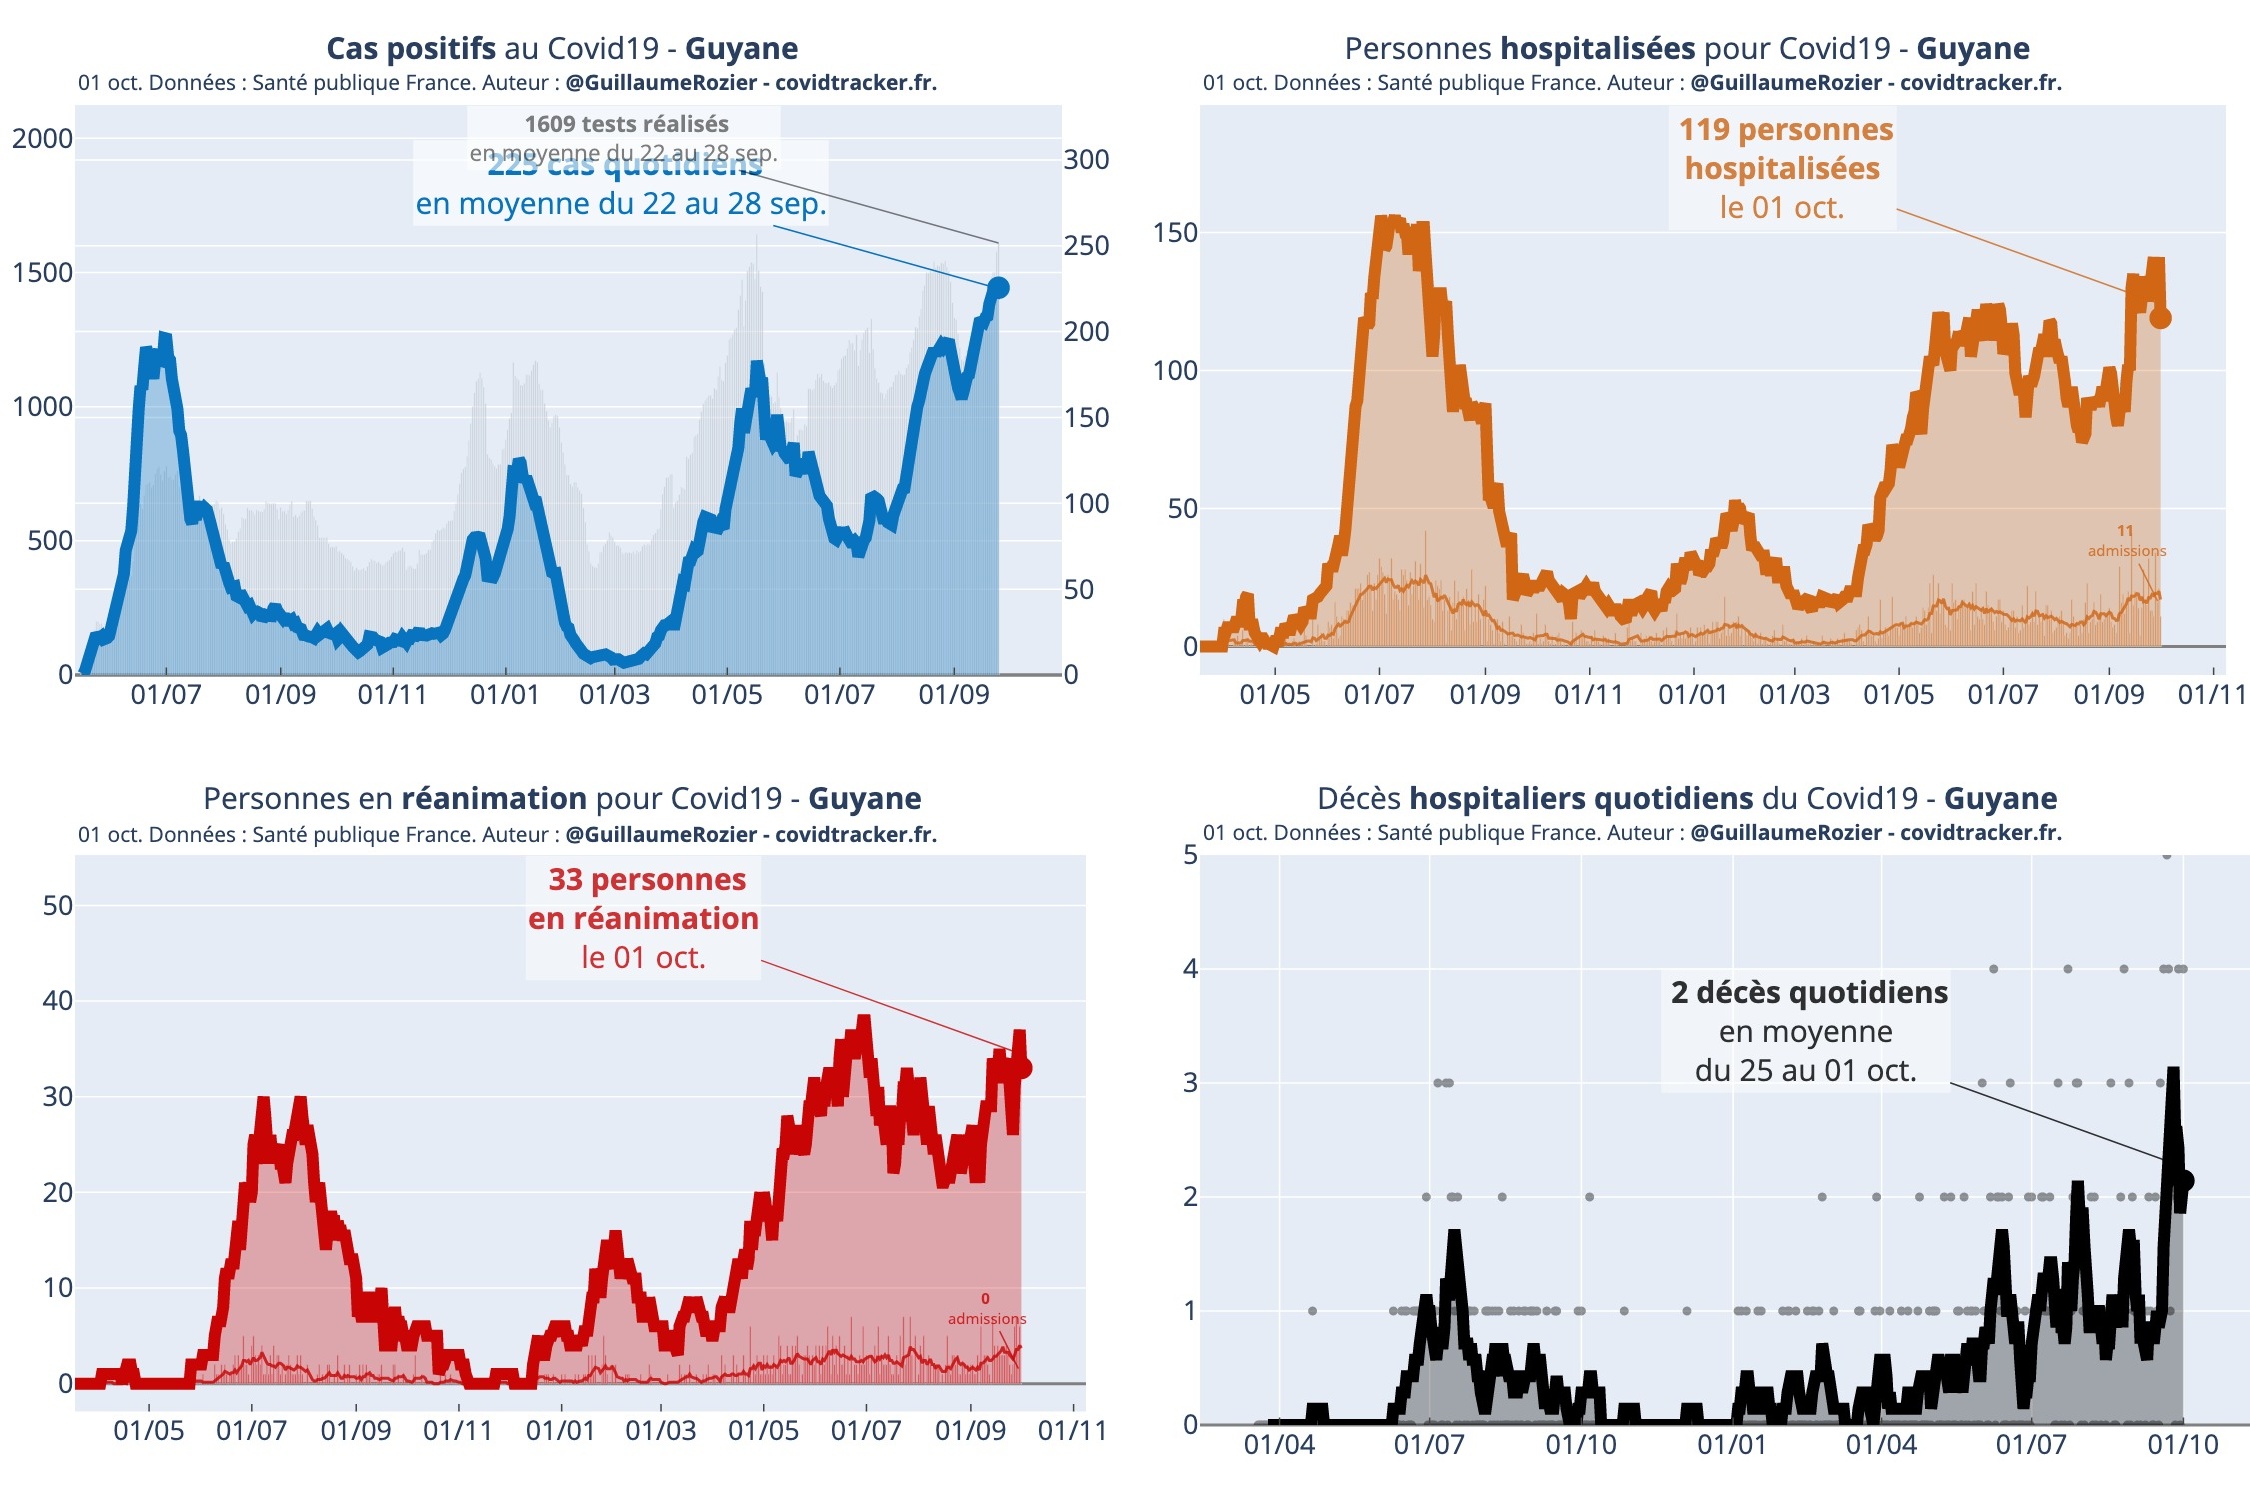 Cas positifs au Covid19 - Guyane
01 oct. Données : Santé publique France. Auteur : @GuillaumeRozier - covidtracker.fr.
1609 tests réalisés
en moyenne du 22 au 28 sep.
225 cas quotidiens
en moyenne du 22 au 28 sep.
2000
1500
1000
500
0
300
250
200
150
100
50
0
01/07 01/09 01/11 01/01 01/03 01/05 01/07 01/09
Personnes hospitalisées pour Covid19 - Guyane
01 oct. Données : Santé publique France. Auteur : @GuillaumeRozier - covidtracker.fr.
119 personnes
hospitalisées
le 01 oct.
150
100
50
0
11
admissions
01/05 01/07 01/09 01/11 01/01 01/03 01/05 01/07 01/09 01/11
Personnes en réanimation pour Covid19 - Guyane
01 oct. Données : Santé publique France. Auteur : @GuillaumeRozier - covidtracker.fr.
33 personnes
en réanimation
le 01 oct.
50
40
30
20
10
0
0
admissions
01/05 01/07 01/09 01/11 01/01 01/03 01/05 01/07 01/09 01/11
Décès hospitaliers quotidiens du Covid19 - Guyane
01 oct. Données : Santé publique France. Auteur : @GuillaumeRozier - covidtracker.fr.
5
4
3
2
1
0
2 décès quotidiens
en moyenne
du 25 au 01 oct.
01/04 01/07 01/10 01/01 01/04 01/07 01/10